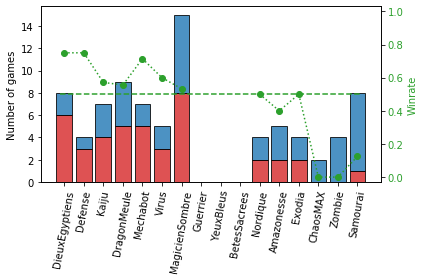 Number of games
14
12
10
8
6
4
2
0
1.0
0.8
0.6
0.4
0.2
0.0
Winrate
DieuxEgyptiens
Defense
Kaiju
DragonMeule
Mechabot
Virus
MagicienSombre
Guerrier
YeuxBleus
BetesSacrees
Nordique
Amazonesse
Exodia
ChaosMAX
Zombie
Samourai